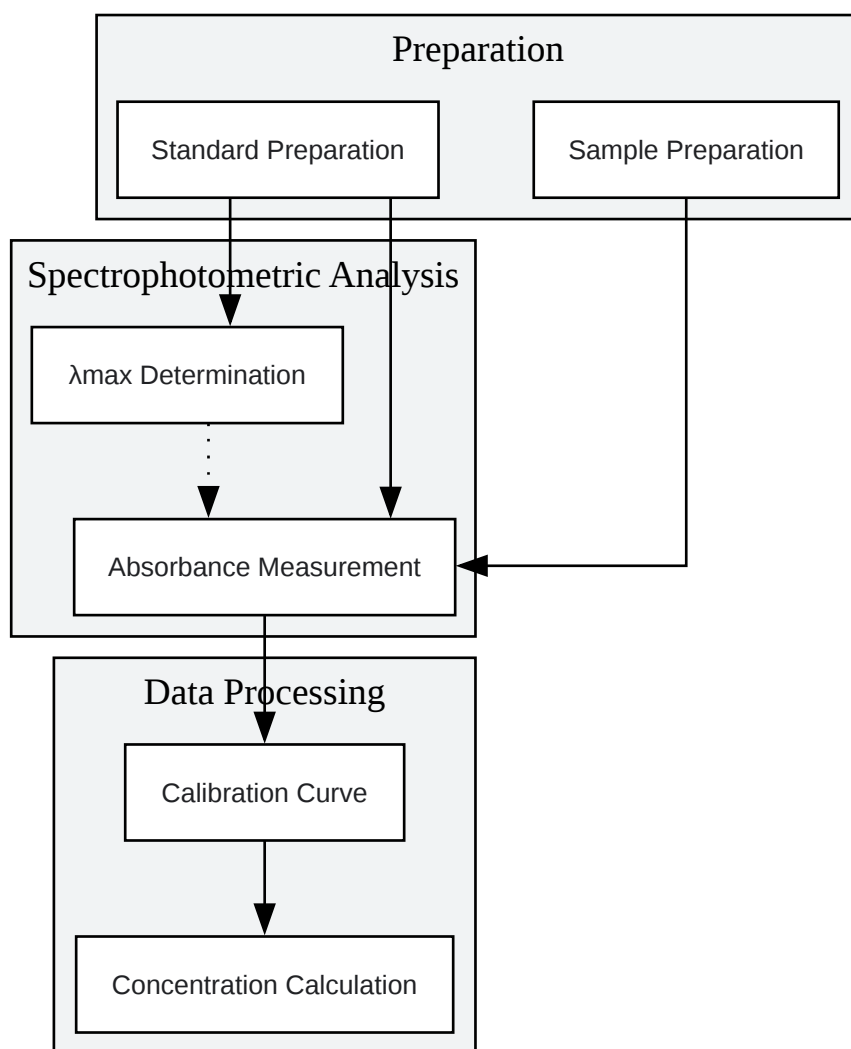 Preparation
Standard Preparation
Sample Preparation
Spectrophotometric Analysis
λmax Determination
Absorbance Measurement
Data Processing
Calibration Curve
Concentration Calculation